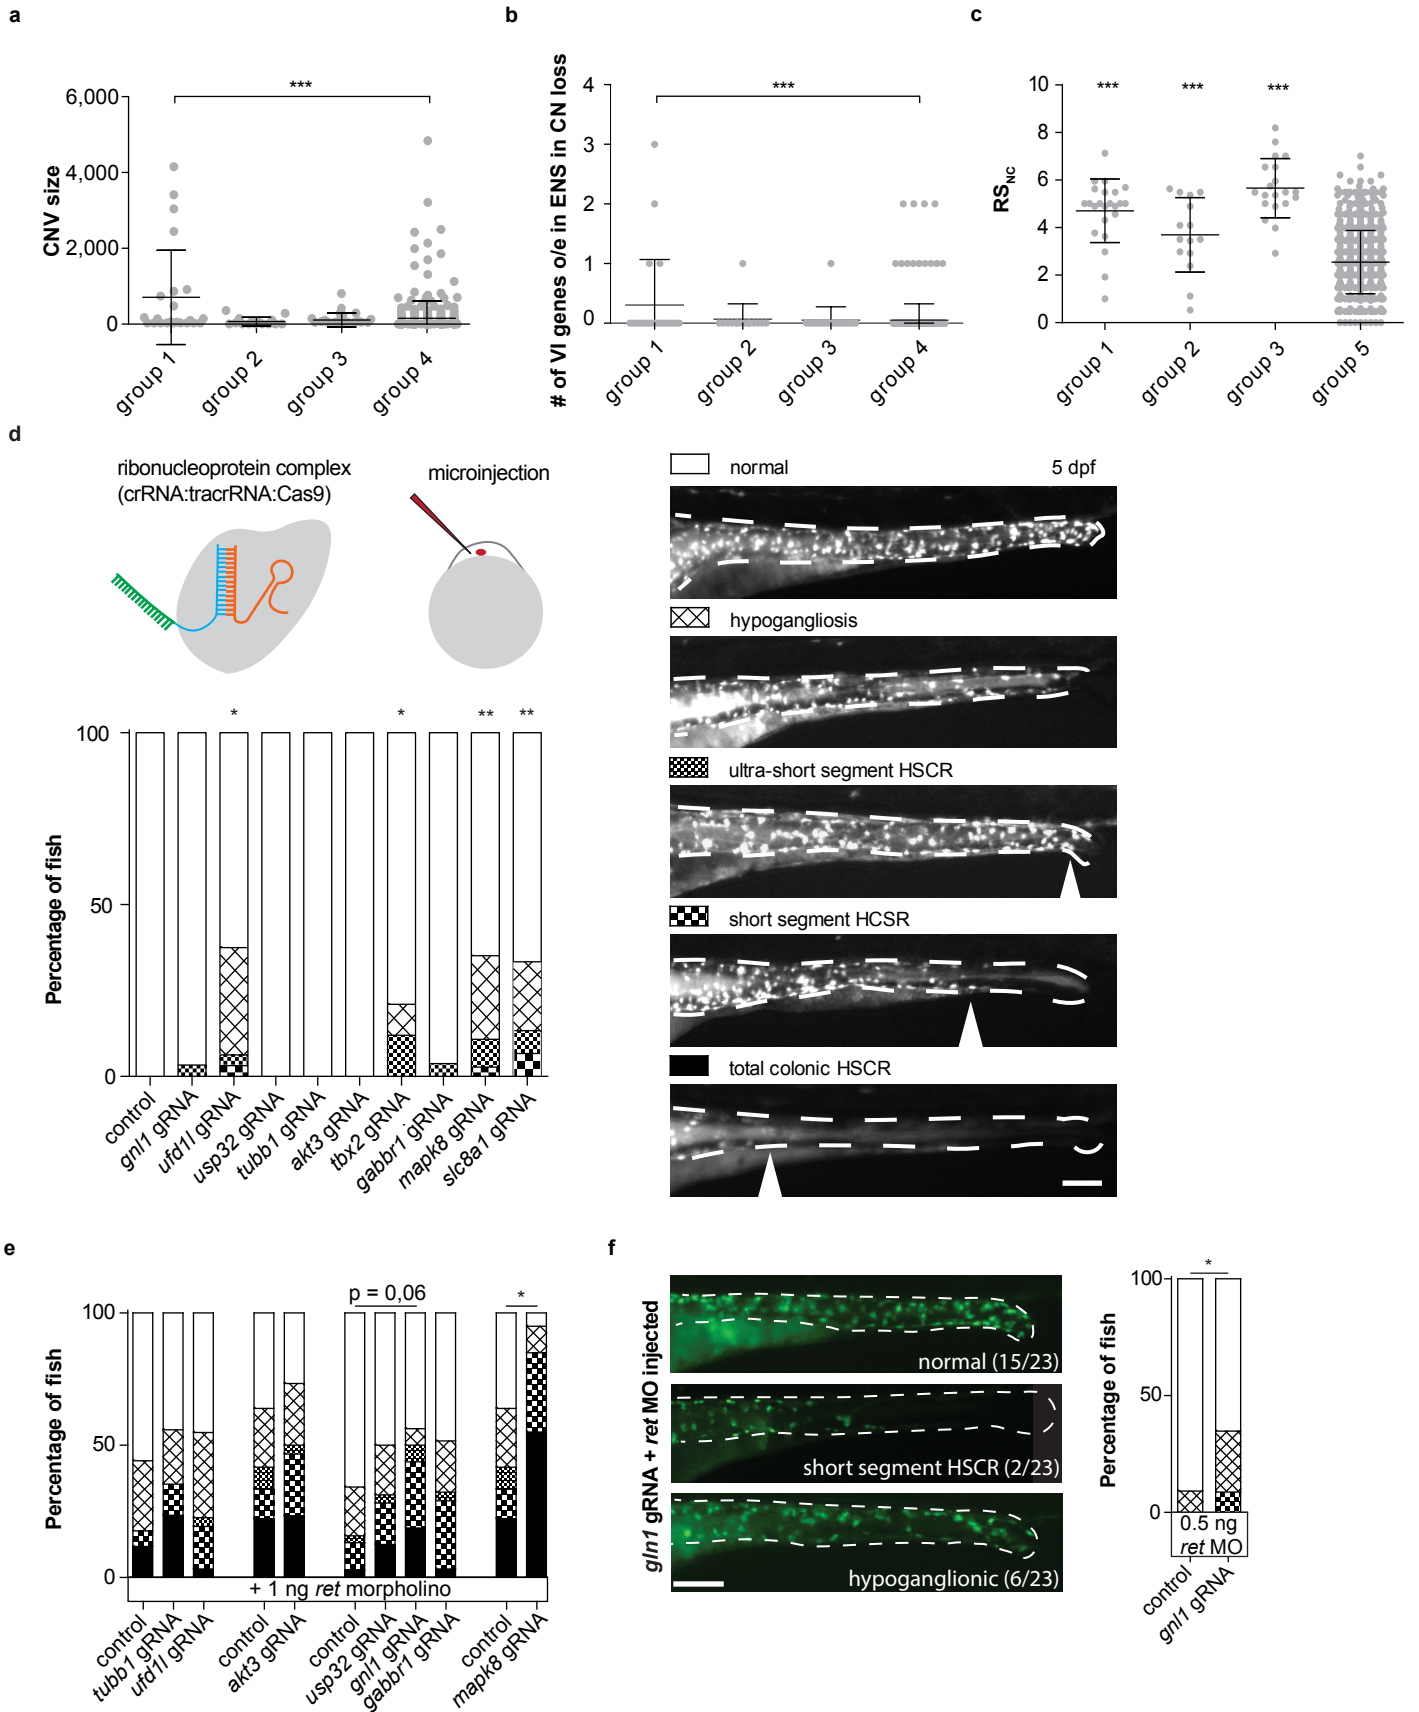 a
***
6,000
4,000
2,000
0
CNV size
group 1
group 2
group 3
group 4
b
***
4
3
2
1
0
# of VI genes o/e in ENS in CN loss
group 1
group 2
group 3
group 4
c
*** *** ***
10
8
6
4
2
0
RS_NC
group 1
group 2
group 3
group 5
d
ribonucleoprotein complex
(crRNA:tracrRNA:Cas9)
microinjection
* * ** **
100
50
0
Percentage of fish
control
gnl1 gRNA
ufd1l gRNA
usp32 gRNA
tubb1 gRNA
akt3 gRNA
tbx2 gRNA
gabbr1 gRNA
mapk8 gRNA
slc8a1 gRNA
normal 5 dpf
hypogangliosis
ultra-short segment HSCR
short segment HCSR
total colonic HSCR
e
p = 0,06
*
100
50
0
Percentage of fish
+ 1 ng ret morpholino
control
tubb1 gRNA
ufd1l gRNA
control
akt3 gRNA
control
usp32 gRNA
gnl1 gRNA
gabbr1 gRNA
control
mapk8 gRNA
f
gln1 gRNA + ret MO injected
normal (15/23)
short segment HSCR (2/23)
hypoganglionic (6/23)
*
100
50
0
Percentage of fish
0.5 ng
ret MO
control
gnl1 gRNA